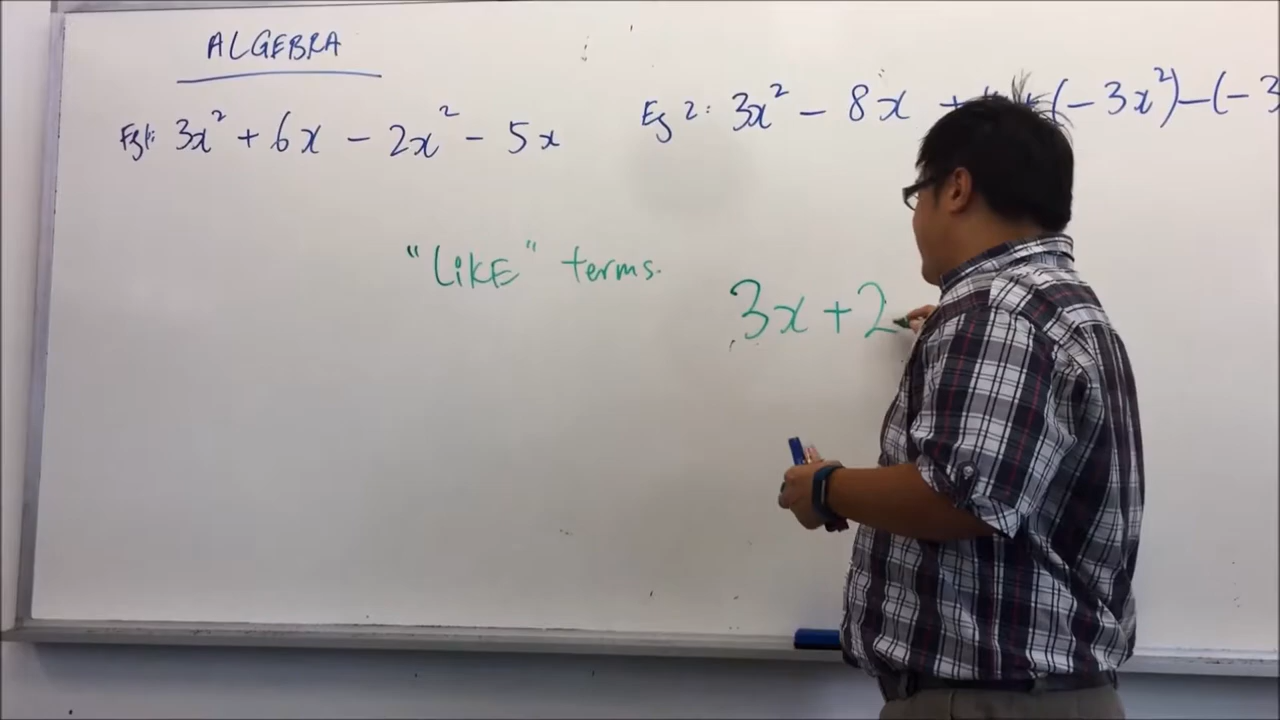 ALGEBRA
Eg1: 3x² + 6x - 2x² - 5x
Eg 2: 3x² - 8x + (-3x²) - (-3
"LIKE" terms.
3x + 2